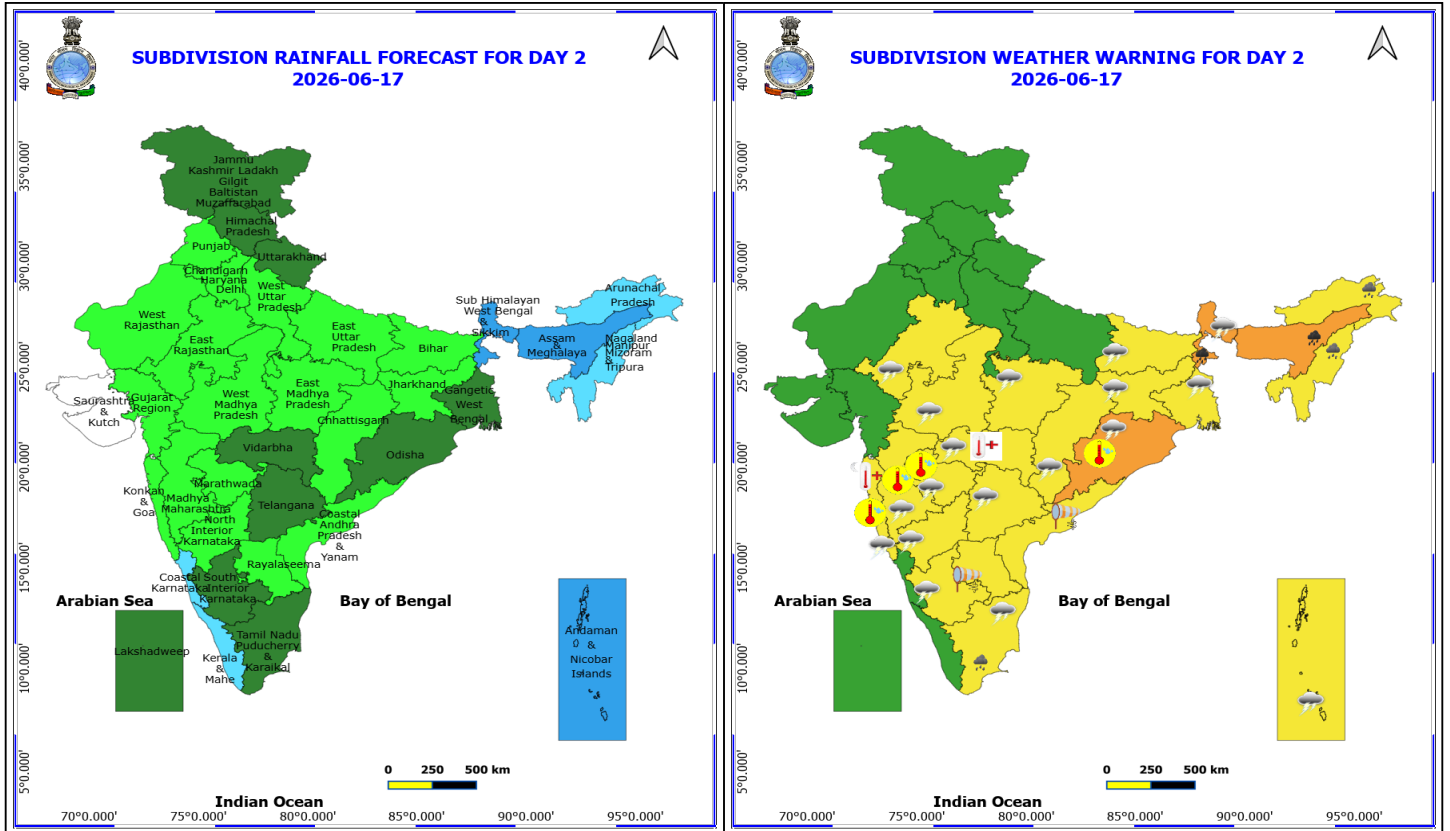 SUBDIVISION RAINFALL FORECAST FOR DAY 2
2026-06-17
40°0.000'
35°0.000'
30°0.000'
25°0.000'
20°0.000'
15°0.000'
10°0.000'
5°0.000'
Jammu
Kashmir Ladakh
Gilgit
Baltistan
Muzaffarabad
Himachal
Pradesh
Punjab
Uttarakhand
Chandigarh
Haryana
Delhi
West
Uttar
Pradesh
West
Rajasthan
East
Rajasthan
East
Uttar
Pradesh
Bihar
Sub Himalayan
West Bengal
&
Sikkim
Arunachal
Pradesh
Assam
&
Meghalaya
Nagaland
Manipur
Mizoram
&
Tripura
Saurashtra
&
Kutch
Gujarat
Region
West
Madhya
Pradesh
East
Madhya
Pradesh
Jharkhand
Gangetic
West
Bengal
Chhattisgarh
Vidarbha
Odisha
Konkan
&
Goa
Madhya
Maharashtra
Marathwada
Telangana
North
Interior
Karnataka
Coastal
Andhra
Pradesh
&
Yanam
Rayalaseema
Coastal
Karnataka
South
Interior
Karnataka
Arabian Sea
Bay of Bengal
Lakshadweep
Kerala
&
Mahe
Tamil Nadu
Puducherry
&
Karaikal
Andaman
&
Nicobar
Islands
0 250 500 km
Indian Ocean
70°0.000' 75°0.000' 80°0.000' 85°0.000' 90°0.000' 95°0.000'
SUBDIVISION WEATHER WARNING FOR DAY 2
2026-06-17
40°0.000'
35°0.000'
30°0.000'
25°0.000'
20°0.000'
15°0.000'
10°0.000'
5°0.000'
Arabian Sea
Bay of Bengal
0 250 500 km
Indian Ocean
70°0.000' 75°0.000' 80°0.000' 85°0.000' 90°0.000' 95°0.000'